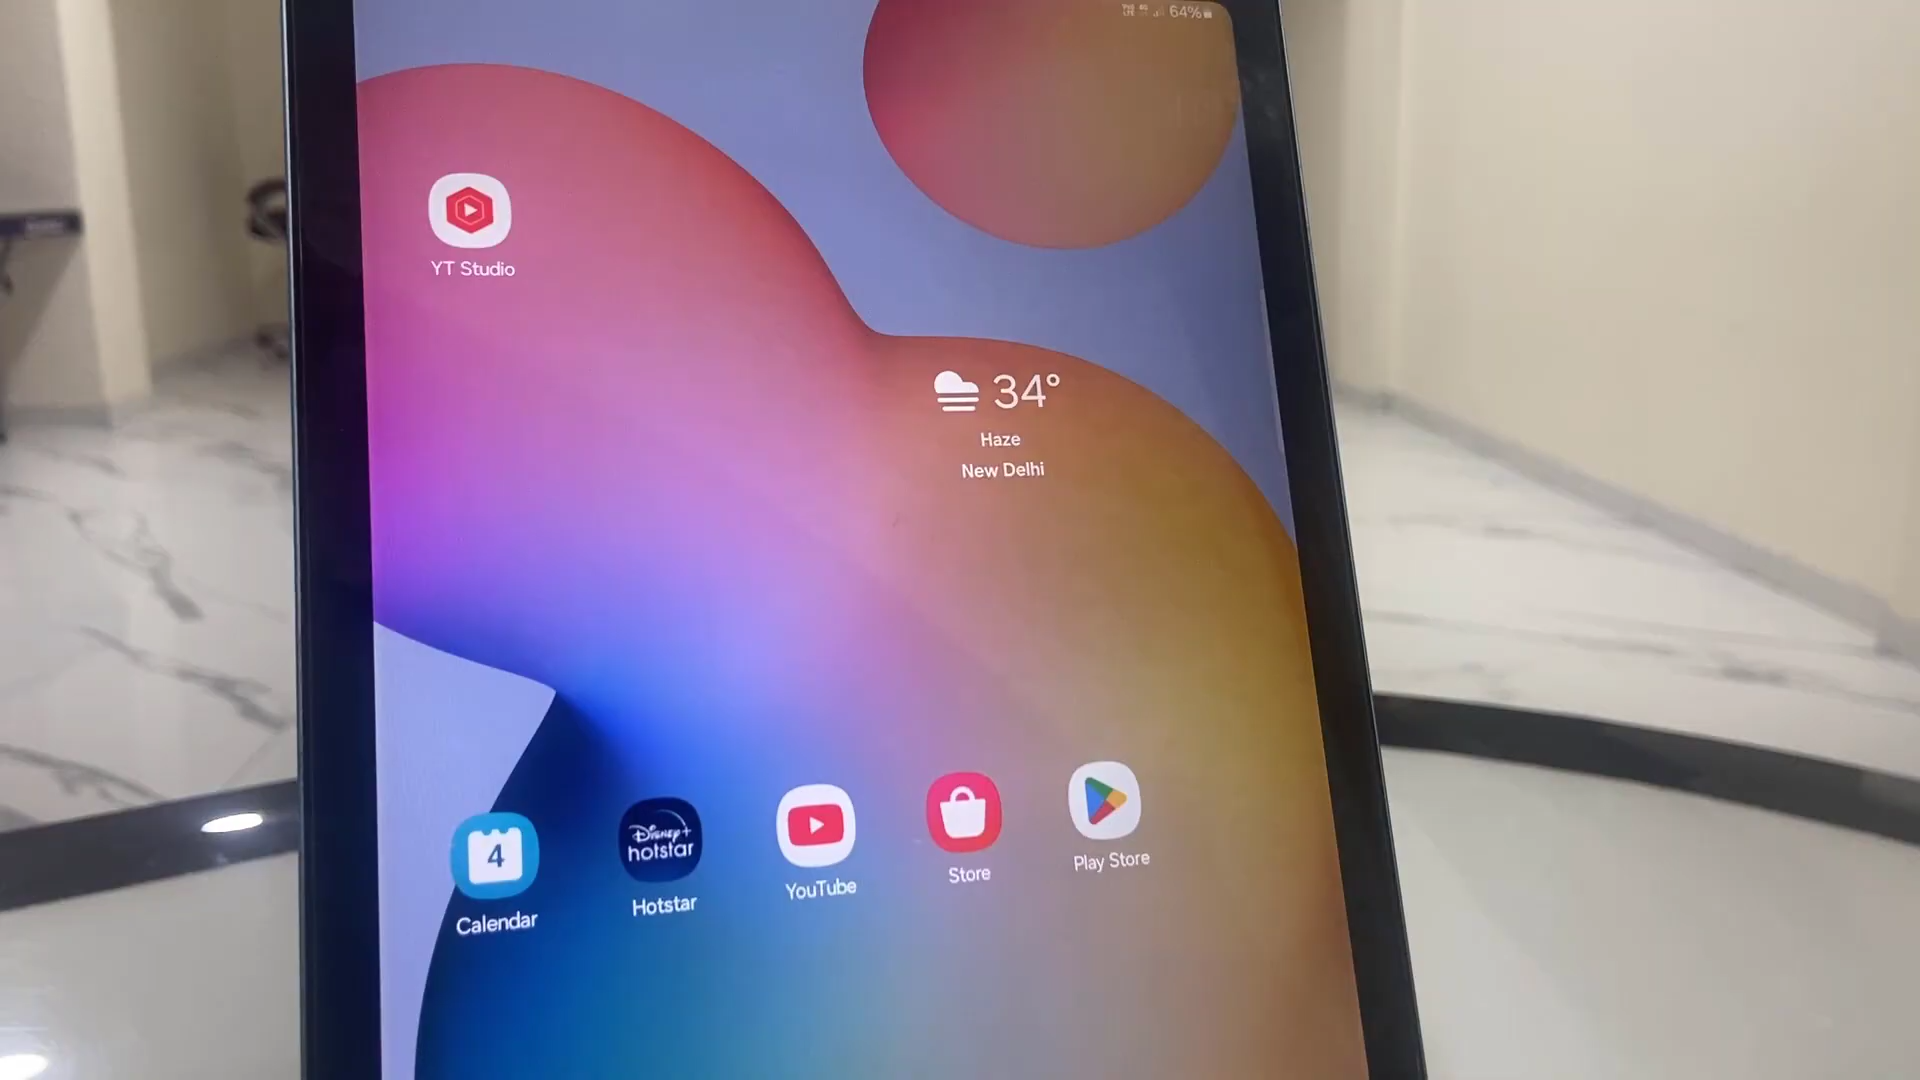 64%
YT Studio
34°
Haze
New Delhi
4
Disney+
hotstar
Calendar
Hotstar
YouTube
Store
Play Store